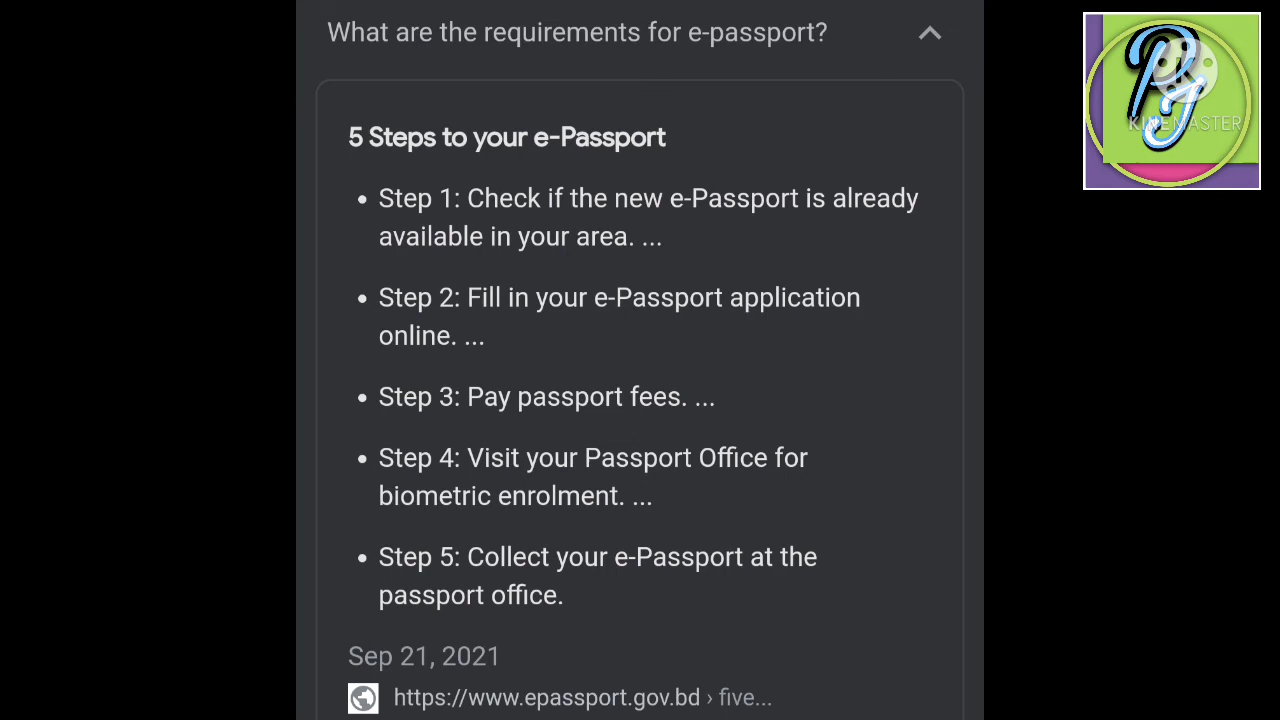 What are the requirements for e-passport?
5 Steps to your e-Passport
• Step 1: Check if the new e-Passport is already
available in your area. ...
• Step 2: Fill in your e-Passport application
online. ...
• Step 3: Pay passport fees. ...
• Step 4: Visit your Passport Office for
biometric enrolment. ...
• Step 5: Collect your e-Passport at the
passport office.
Sep 21, 2021
https://www.epassport.gov.bd › five...
PJ
K
KINEMASTER